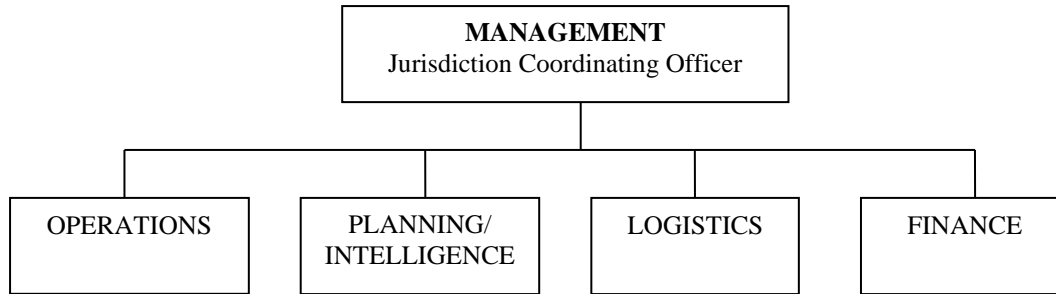 MANAGEMENT
Jurisdiction Coordinating Officer
OPERATIONS
PLANNING/
INTELLIGENCE
LOGISTICS
FINANCE